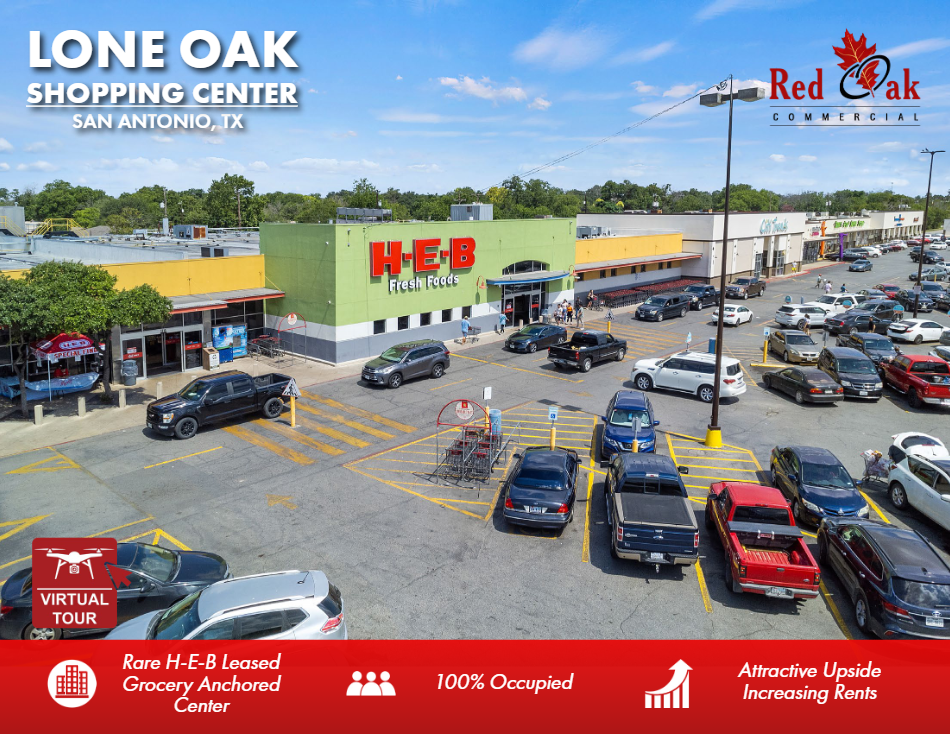 LONE OAK
SHOPPING CENTER
SAN ANTONIO, TX
Red Oak
COMMERCIAL
H-E-B
Fresh Foods
VIRTUAL
TOUR
Rare H-E-B Leased
Grocery Anchored
Center
100% Occupied
Attractive Upside
Increasing Rents